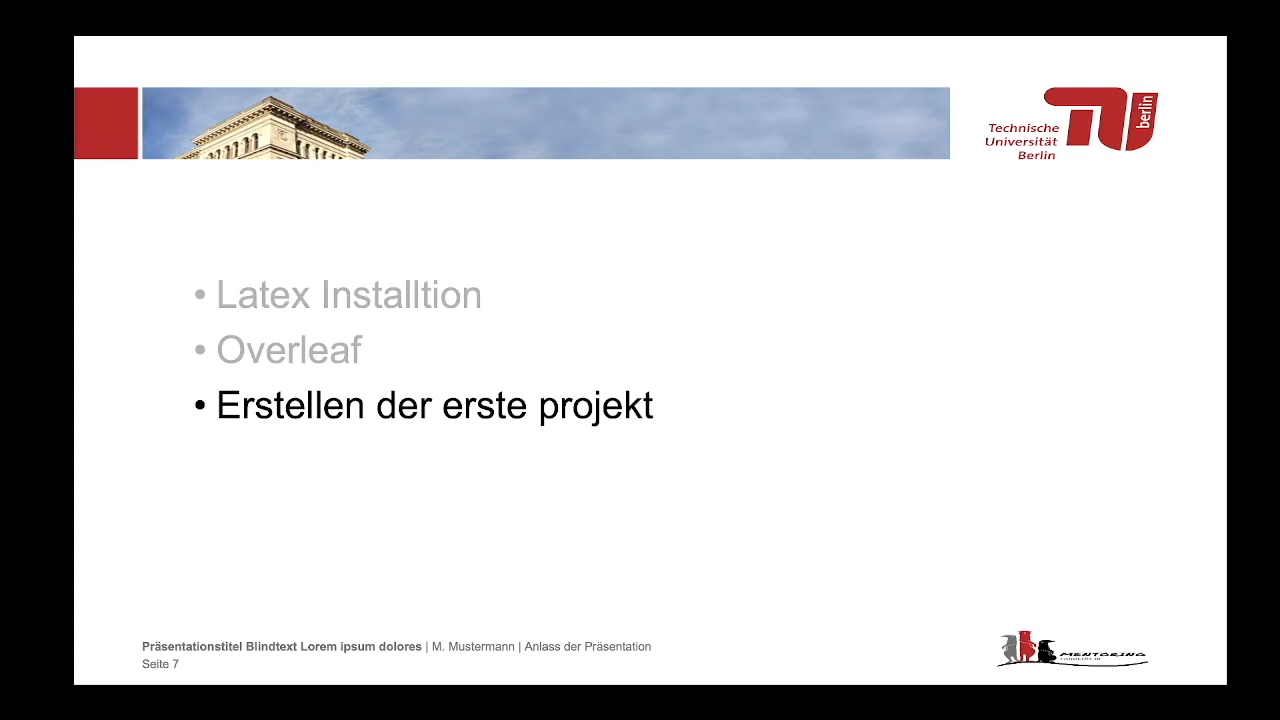 Technische
Universität
Berlin
berlin
• Latex Installtion
• Overleaf
• Erstellen der erste projekt
Präsentationstitel Blindtext Lorem ipsum dolores | M. Mustermann | Anlass der Präsentation
Seite 7
MENTORING